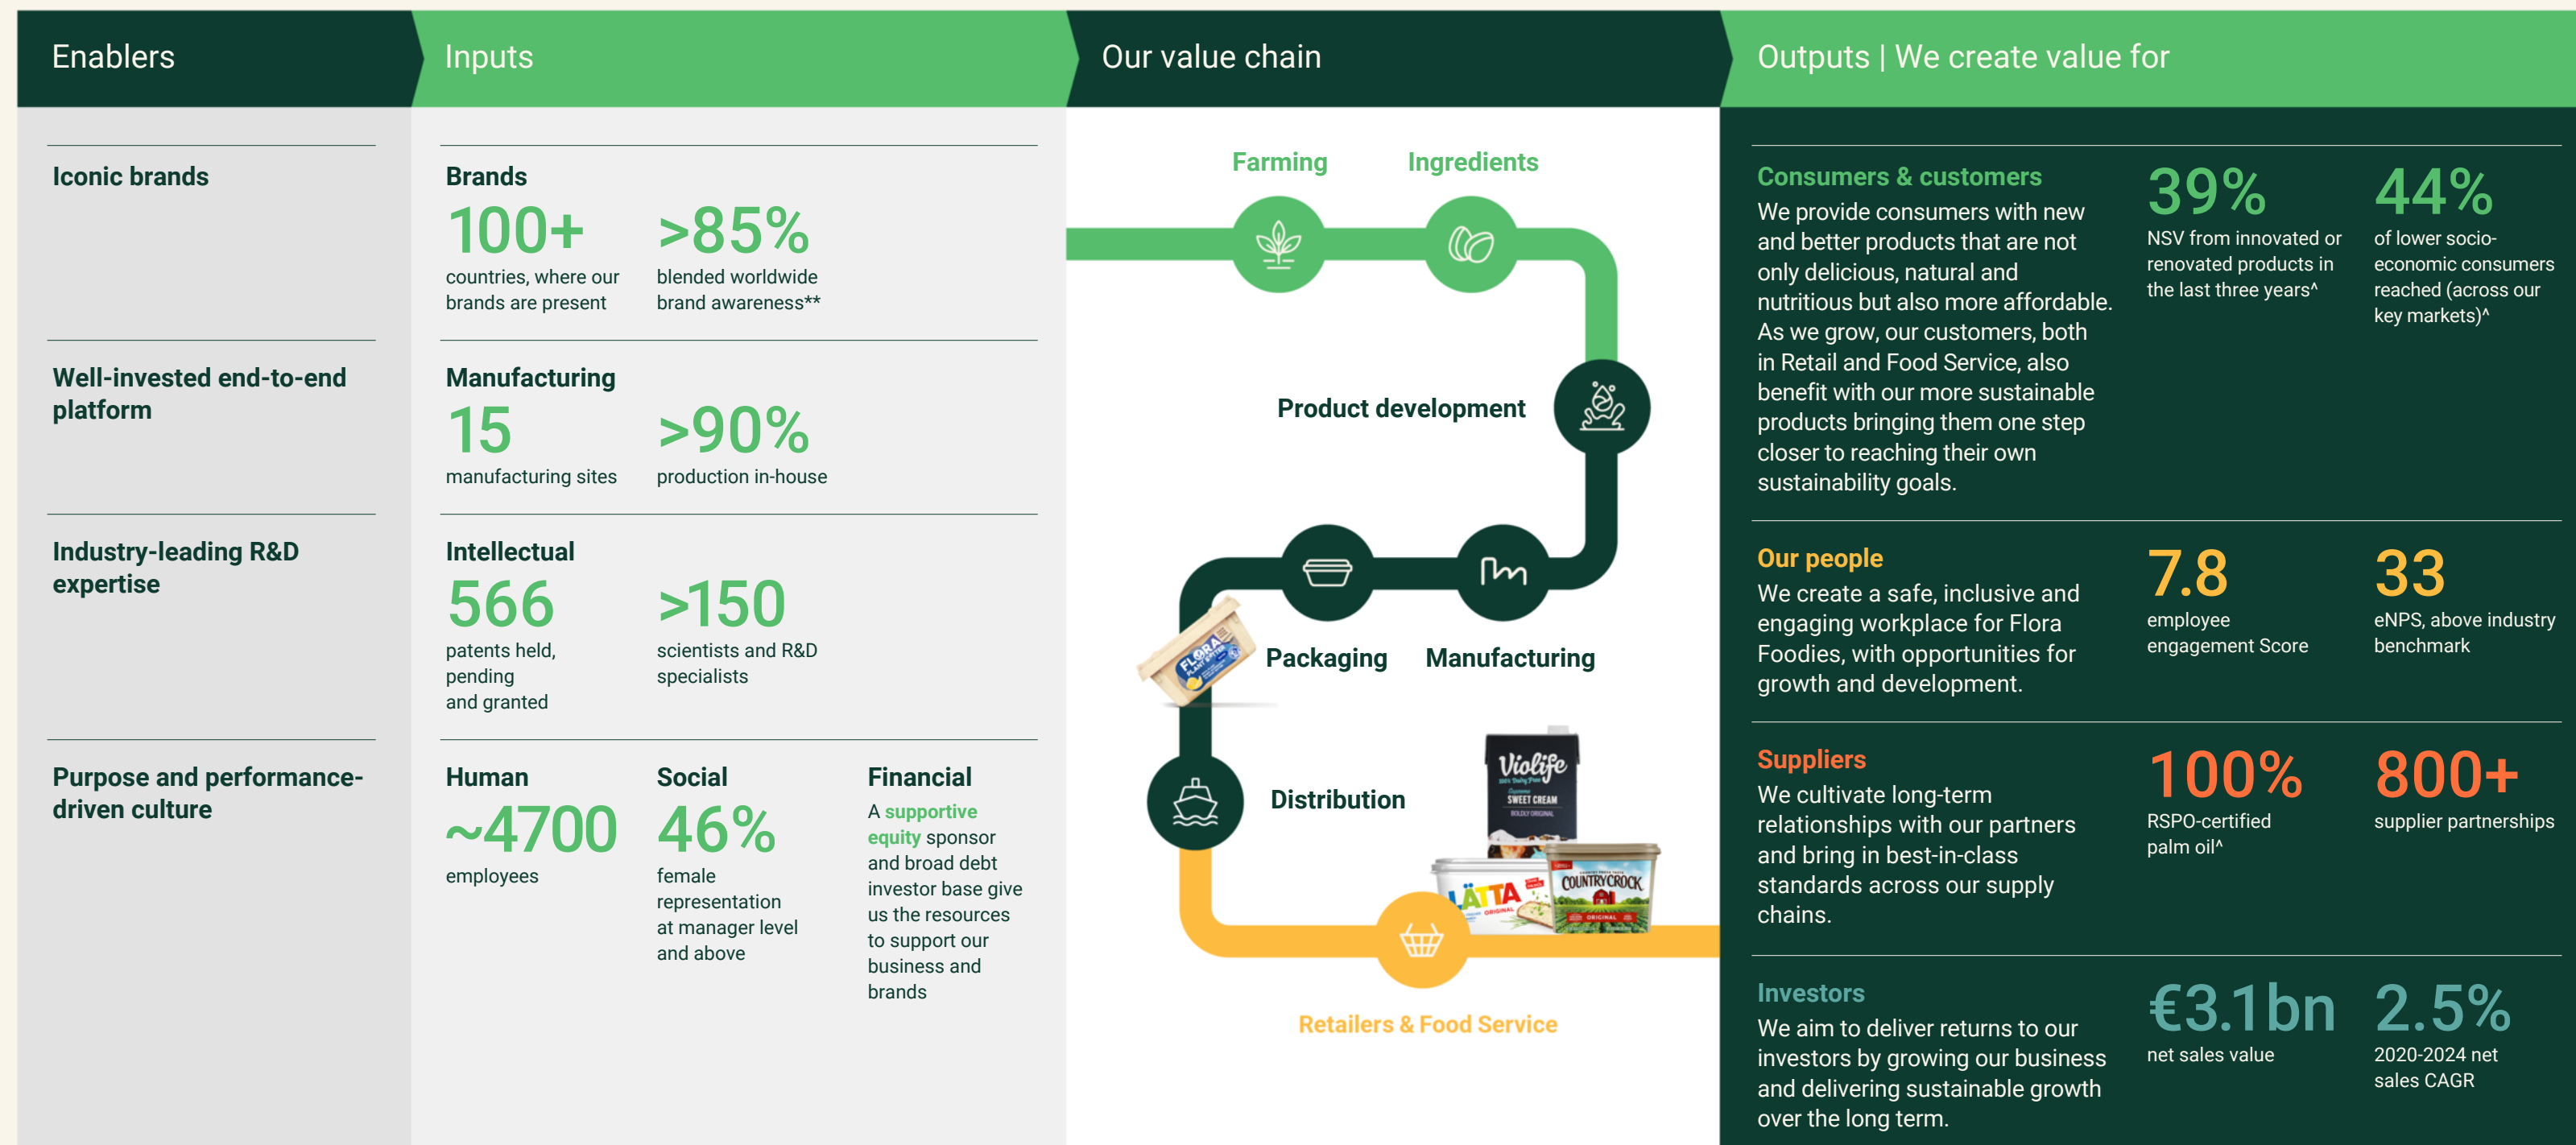 Enablers
Inputs
Our value chain
Outputs | We create value for
Iconic brands
Well-invested end-to-end
platform
Industry-leading R&D
expertise
Purpose and performance-
driven culture
Brands
100+
countries, where our
brands are present
>85%
blended worldwide
brand awareness**
Manufacturing
15
manufacturing sites
>90%
production in-house
Intellectual
566
patents held,
pending
and granted
>150
scientists and R&D
specialists
Human
~4700
employees
Social
46%
female
representation
at manager level
and above
Financial
A supportive
equity sponsor
and broad debt
investor base give
us the resources
to support our
business and
brands
Farming
Ingredients
Product development
Packaging
Manufacturing
FLORA
PLANT BUTTER
Distribution
Violife
SWEET CREAM
BOLDLY ORIGINAL
LÄTTA
ORIGINAL
COUNTRY CROCK
ORIGINAL
Retailers & Food Service
Consumers & customers
We provide consumers with new
and better products that are not
only delicious, natural and
nutritious but also more affordable.
As we grow, our customers, both
in Retail and Food Service, also
benefit with our more sustainable
products bringing them one step
closer to reaching their own
sustainability goals.
39%
NSV from innovated or
renovated products in
the last three years^
44%
of lower socio-
economic consumers
reached (across our
key markets)^
Our people
We create a safe, inclusive and
engaging workplace for Flora
Foodies, with opportunities for
growth and development.
7.8
employee
engagement Score
33
eNPS, above industry
benchmark
Suppliers
We cultivate long-term
relationships with our partners
and bring in best-in-class
standards across our supply
chains.
100%
RSPO-certified
palm oil^
800+
supplier partnerships
Investors
We aim to deliver returns to our
investors by growing our business
and delivering sustainable growth
over the long term.
€3.1bn
net sales value
2.5%
2020-2024 net
sales CAGR